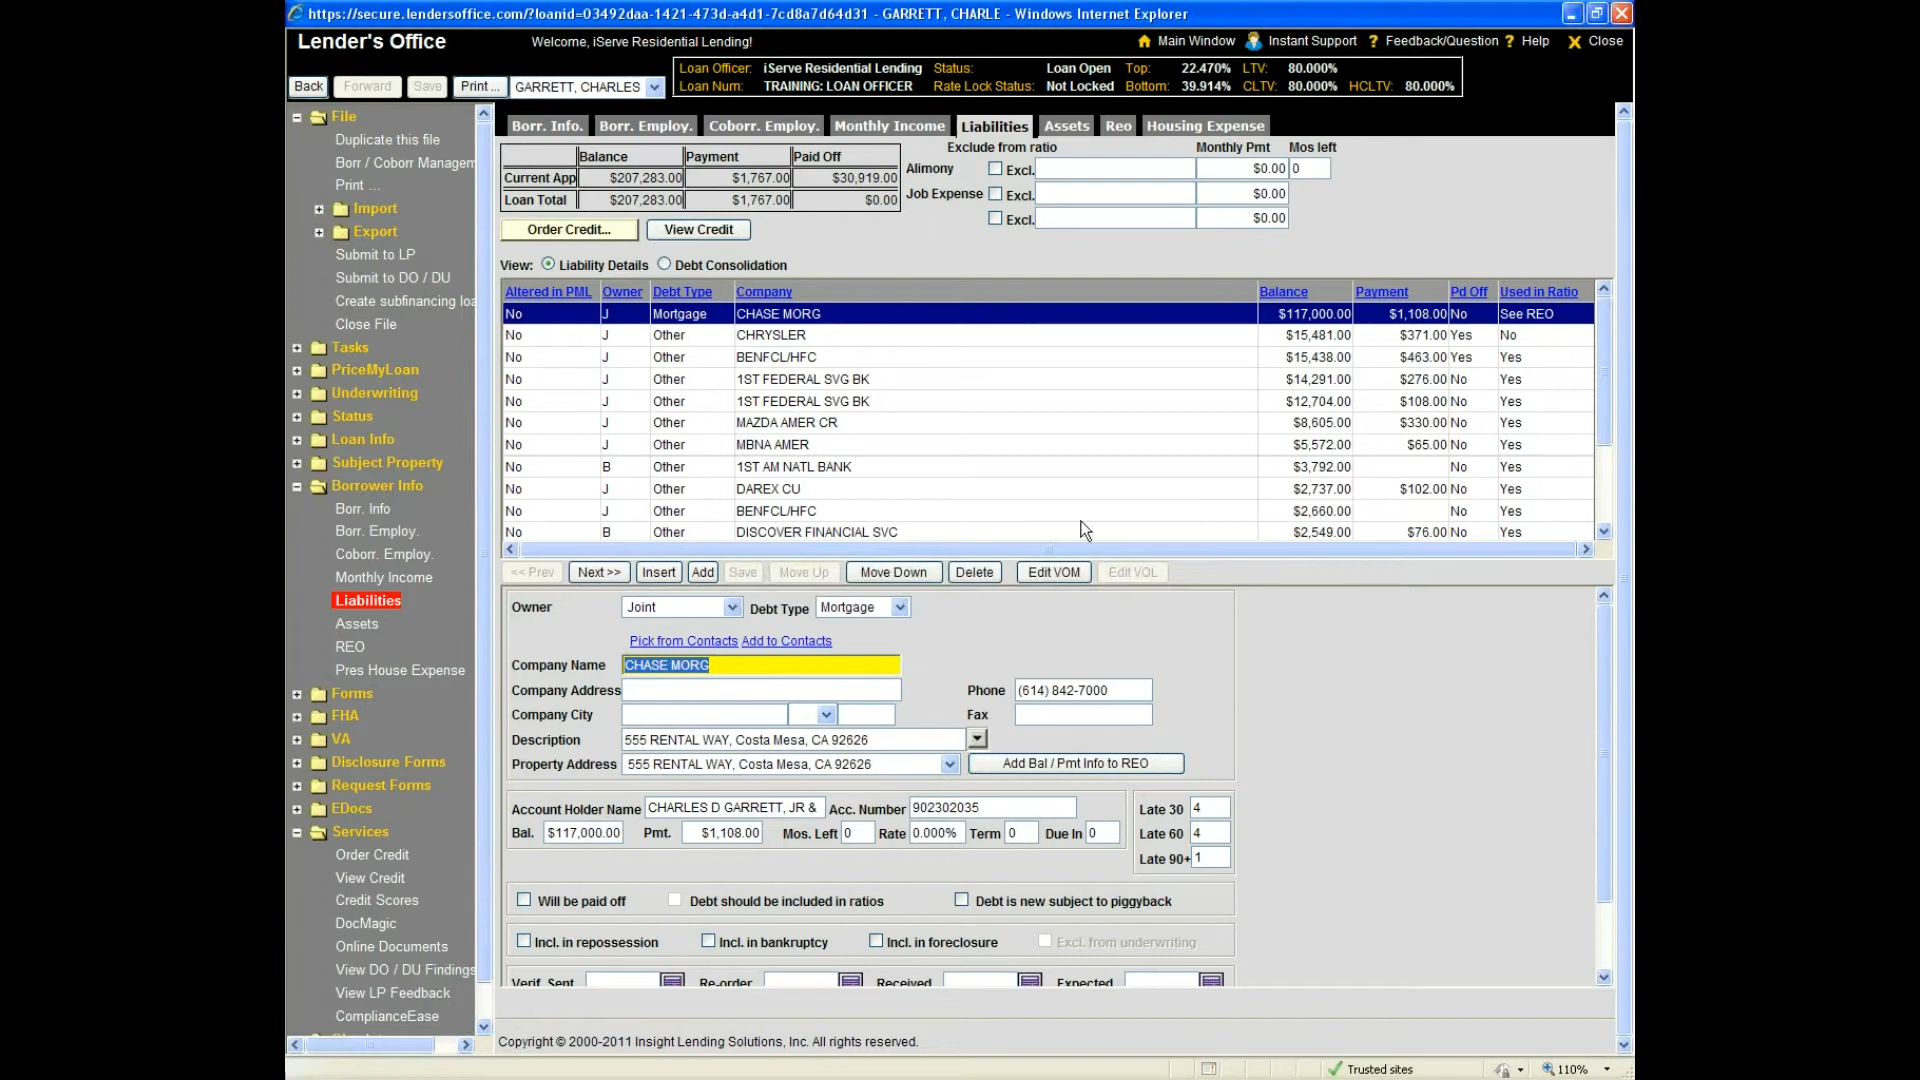 https://secure.lendersoffice.com/?loanid=03492daa-1421-473d-a4d1-7cd8a7d64d31 - GARRETT, CHARLE - Windows Internet Explorer
Lender's Office
Welcome, iServe Residential Lending!
Main Window Instant Support ? Feedback/Question ? Help X Close
Back Forward Save Print ... GARRETT, CHARLES
Loan Officer: iServe Residential Lending Status: Loan Open Top: 22.470% LTV: 80.000%
Loan Num: TRAINING: LOAN OFFICER Rate Lock Status: Not Locked Bottom: 39.914% CLTV: 80.000% HCLTV: 80.000%
File
Duplicate this file
Borr / Coborr Managem
Print ...
Import
Export
Submit to LP
Submit to DO / DU
Create subfinancing loa
Close File
Tasks
PriceMyLoan
Underwriting
Status
Loan Info
Subject Property
Borrower Info
Borr. Info
Borr. Employ.
Coborr. Employ.
Monthly Income
Liabilities
Assets
REO
Pres House Expense
Forms
FHA
VA
Disclosure Forms
Request Forms
EDocs
Services
Order Credit
View Credit
Credit Scores
DocMagic
Online Documents
View DO / DU Findings
View LP Feedback
ComplianceEase
Borr. Info. Borr. Employ. Coborr. Employ. Monthly Income Liabilities Assets Reo Housing Expense
Balance Payment Paid Off
Current App $207,283.00 $1,767.00 $30,919.00
Loan Total $207,283.00 $1,767.00 $0.00
Exclude from ratio Monthly Pmt Mos left
Alimony Excl. $0.00 0
Job Expense Excl. $0.00
Excl. $0.00
Order Credit... View Credit
View: Liability Details Debt Consolidation
Altered in PML Owner Debt Type Company Balance Payment Pd Off Used in Ratio
No J Mortgage CHASE MORG $117,000.00 $1,108.00 No See REO
No J Other CHRYSLER $15,481.00 $371.00 Yes No
No J Other BENFCL/HFC $15,438.00 $463.00 Yes Yes
No J Other 1ST FEDERAL SVG BK $14,291.00 $276.00 No Yes
No J Other 1ST FEDERAL SVG BK $12,704.00 $108.00 No Yes
No J Other MAZDA AMER CR $8,605.00 $330.00 No Yes
No J Other MBNA AMER $5,572.00 $65.00 No Yes
No B Other 1ST AM NATL BANK $3,792.00 No Yes
No J Other DAREX CU $2,737.00 $102.00 No Yes
No J Other BENFCL/HFC $2,660.00 No Yes
No B Other DISCOVER FINANCIAL SVC $2,549.00 $76.00 No Yes
<< Prev Next >> Insert Add Save Move Up Move Down Delete Edit VOM Edit VOL
Owner Joint Debt Type Mortgage
Pick from Contacts Add to Contacts
Company Name CHASE MORG
Company Address Phone (614) 842-7000
Company City Fax
Description 555 RENTAL WAY, Costa Mesa, CA 92626
Property Address 555 RENTAL WAY, Costa Mesa, CA 92626 Add Bal / Pmt Info to REO
Account Holder Name CHARLES D GARRETT, JR & Acc. Number 902302035
Bal. $117,000.00 Pmt. $1,108.00 Mos. Left 0 Rate 0.000% Term 0 Due In 0
Late 30 4
Late 60 4
Late 90+ 1
Will be paid off Debt should be included in ratios Debt is new subject to piggyback
Incl. in repossession Incl. in bankruptcy Incl. in foreclosure Excl. from underwriting
Verif. Sent Re-order Received Expected
Copyright © 2000-2011 Insight Lending Solutions, Inc. All rights reserved.
Trusted sites 110%